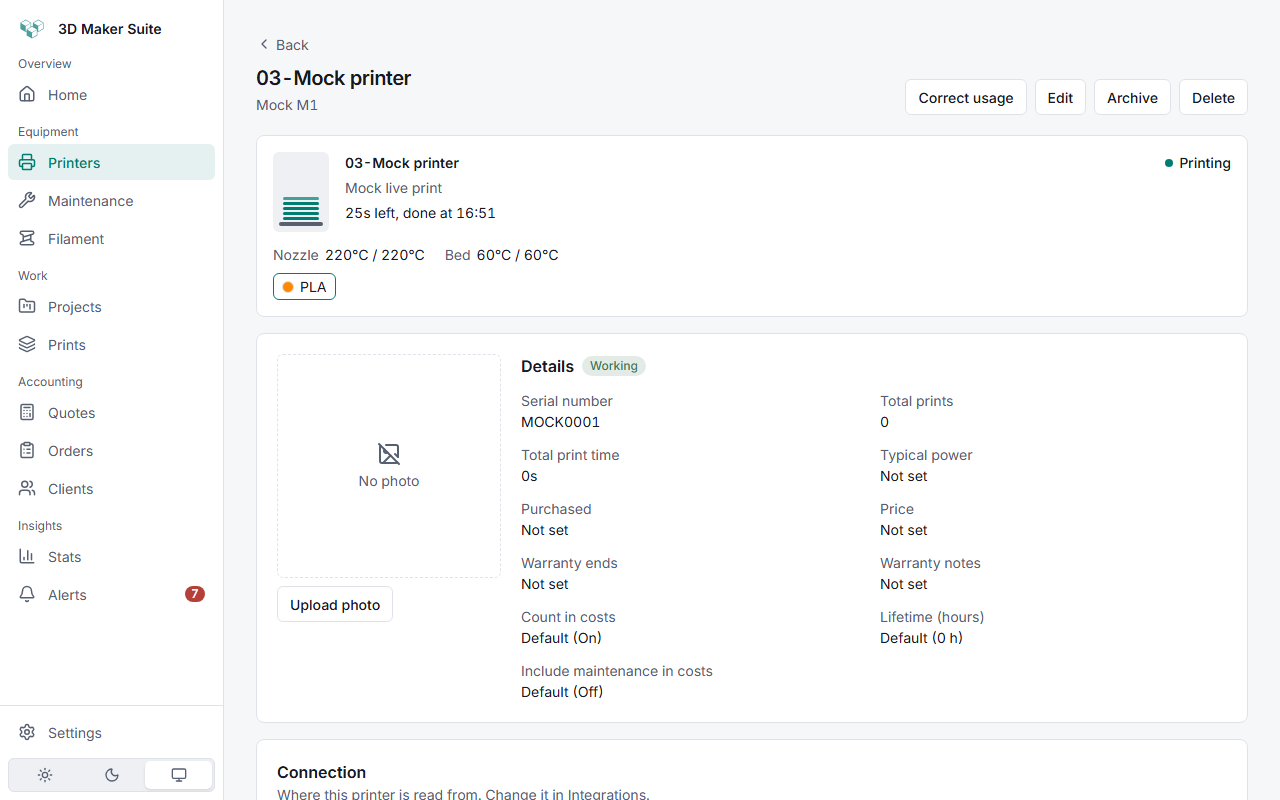 3D Maker Suite
Overview
Home
Equipment
Printers
Maintenance
Filament
Work
Projects
Prints
Accounting
Quotes
Orders
Clients
Insights
Stats
Alerts 7
Settings
Back
03-Mock printer
Mock M1
Correct usage Edit Archive Delete
03-Mock printer
Printing
Mock live print
25s left, done at 16:51
Nozzle 220°C / 220°C Bed 60°C / 60°C
PLA
No photo
Upload photo
Details Working
Serial number
MOCK0001
Total prints
0
Total print time
0s
Typical power
Not set
Purchased
Not set
Price
Not set
Warranty ends
Not set
Warranty notes
Not set
Count in costs
Default (On)
Lifetime (hours)
Default (0 h)
Include maintenance in costs
Default (Off)
Connection
Where this printer is read from. Change it in Integrations.